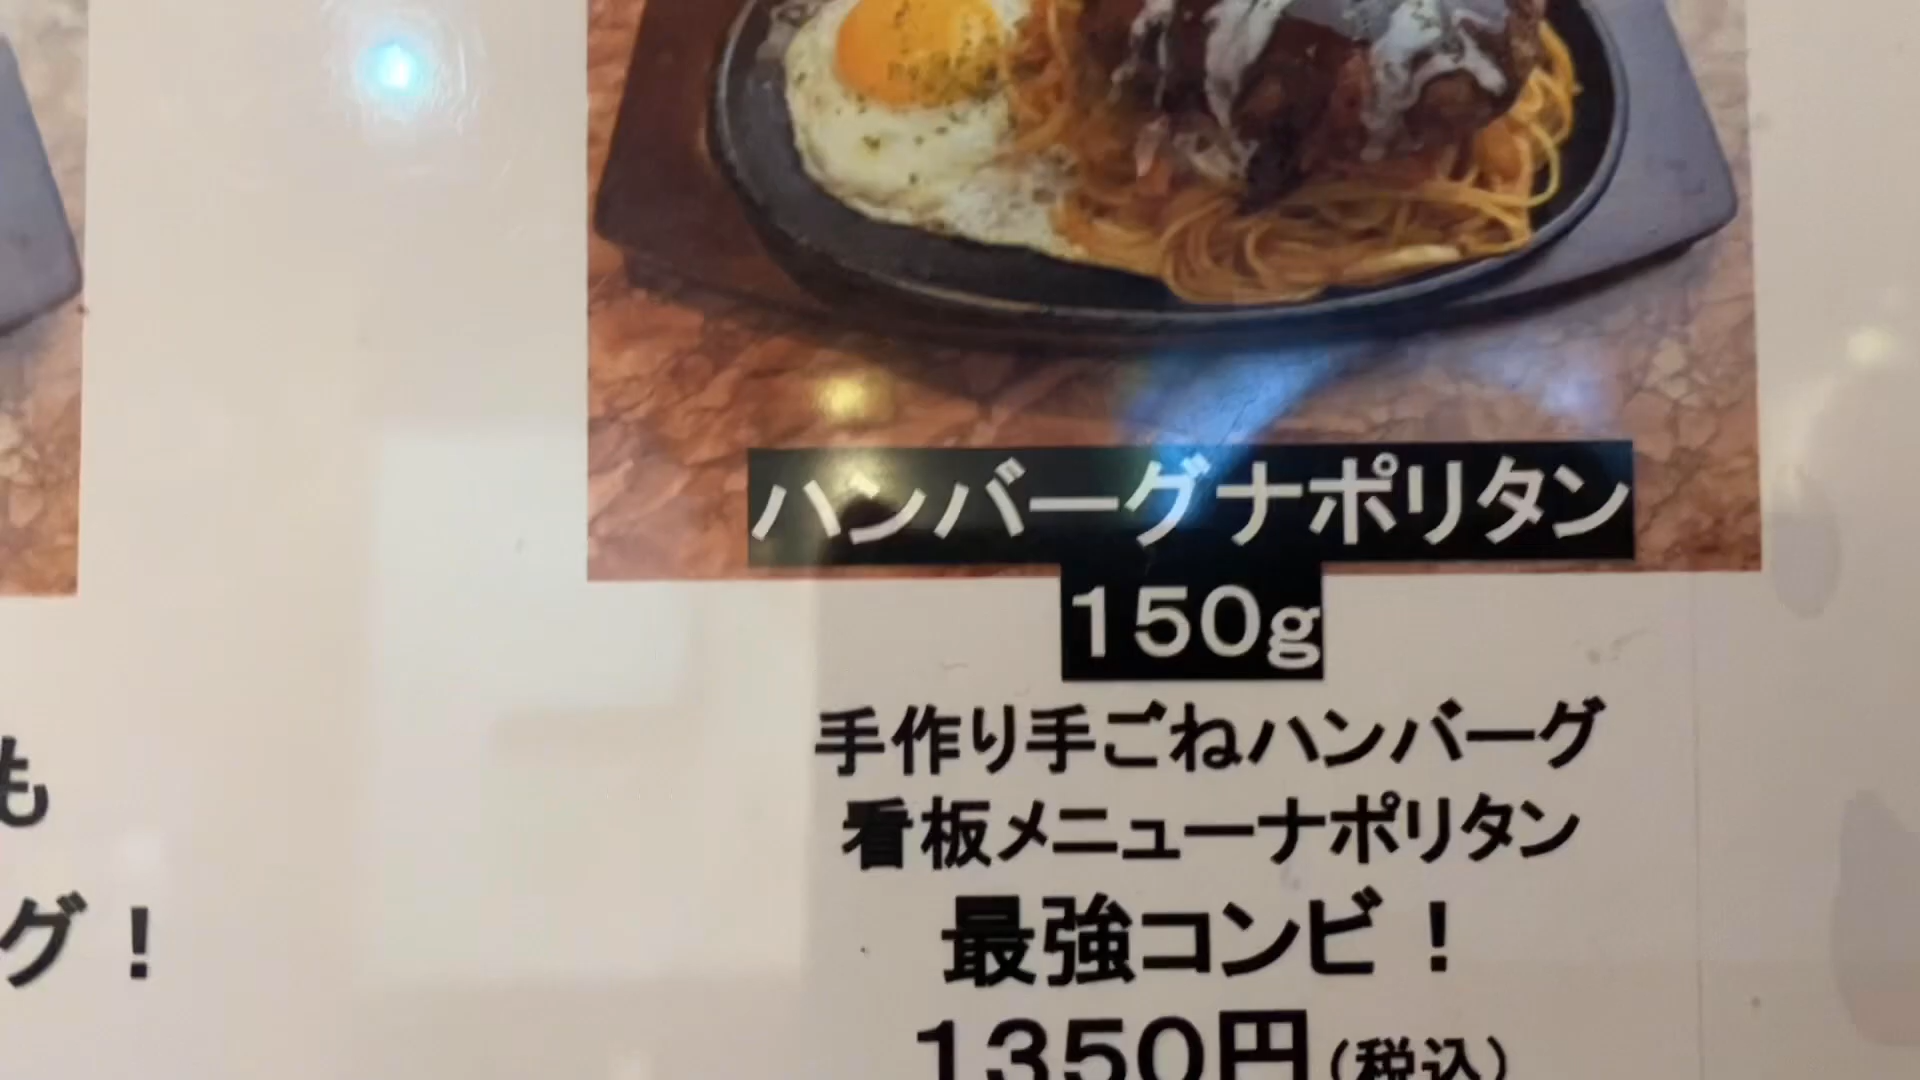 ハンバーグナポリタン
150g
手作り手ごねハンバーグ
看板メニューナポリタン
最強コンビ！
1350円(税込)
も
グ！